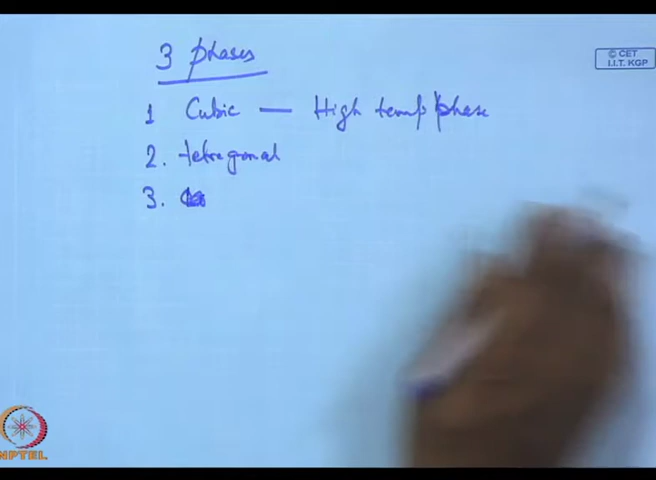 3 phases
© CET
I.I.T. KGP
1 Cubic — High temp phase
2. tetragonal
3.
NPTEL